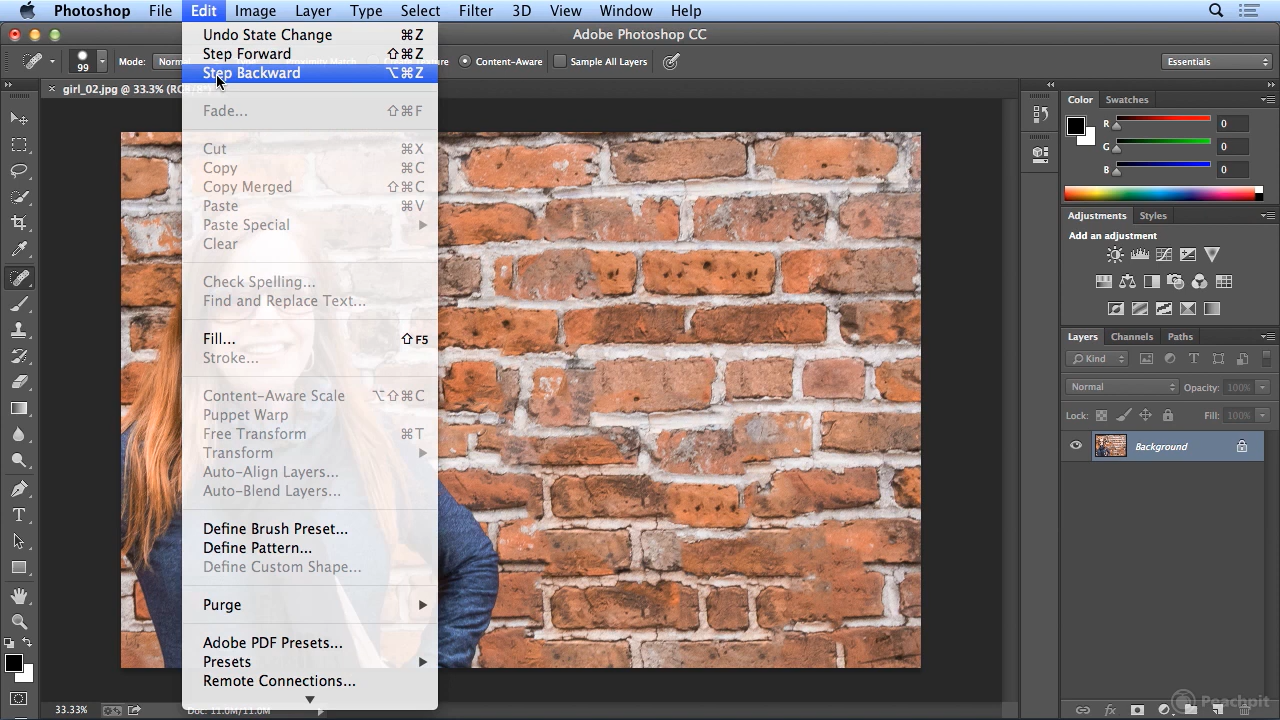 Photoshop File Edit Image Layer Type Select Filter 3D View Window Help
Adobe Photoshop CC
99 Mode: Norm Content-Aware Sample All Layers Essentials
girl_02.jpg @ 33.3% (RGB/8*)
Undo State Change ⌘Z
Step Forward ⇧⌘Z
Step Backward ⌥⌘Z
Fade... ⇧⌘F
Cut ⌘X
Copy ⌘C
Copy Merged ⇧⌘C
Paste ⌘V
Paste Special
Clear
Check Spelling...
Find and Replace Text...
Fill... ⇧F5
Stroke...
Content-Aware Scale ⌥⇧⌘C
Puppet Warp
Free Transform ⌘T
Transform
Auto-Align Layers...
Auto-Blend Layers...
Define Brush Preset...
Define Pattern...
Define Custom Shape...
Purge
Adobe PDF Presets...
Presets
Remote Connections...
Color Swatches
R 0
G 0
B 0
Adjustments Styles
Add an adjustment
Layers Channels Paths
Kind
Normal Opacity: 100%
Lock: Fill: 100%
Background
33.33% Doc: 11.0M/11.0M
Peachpit